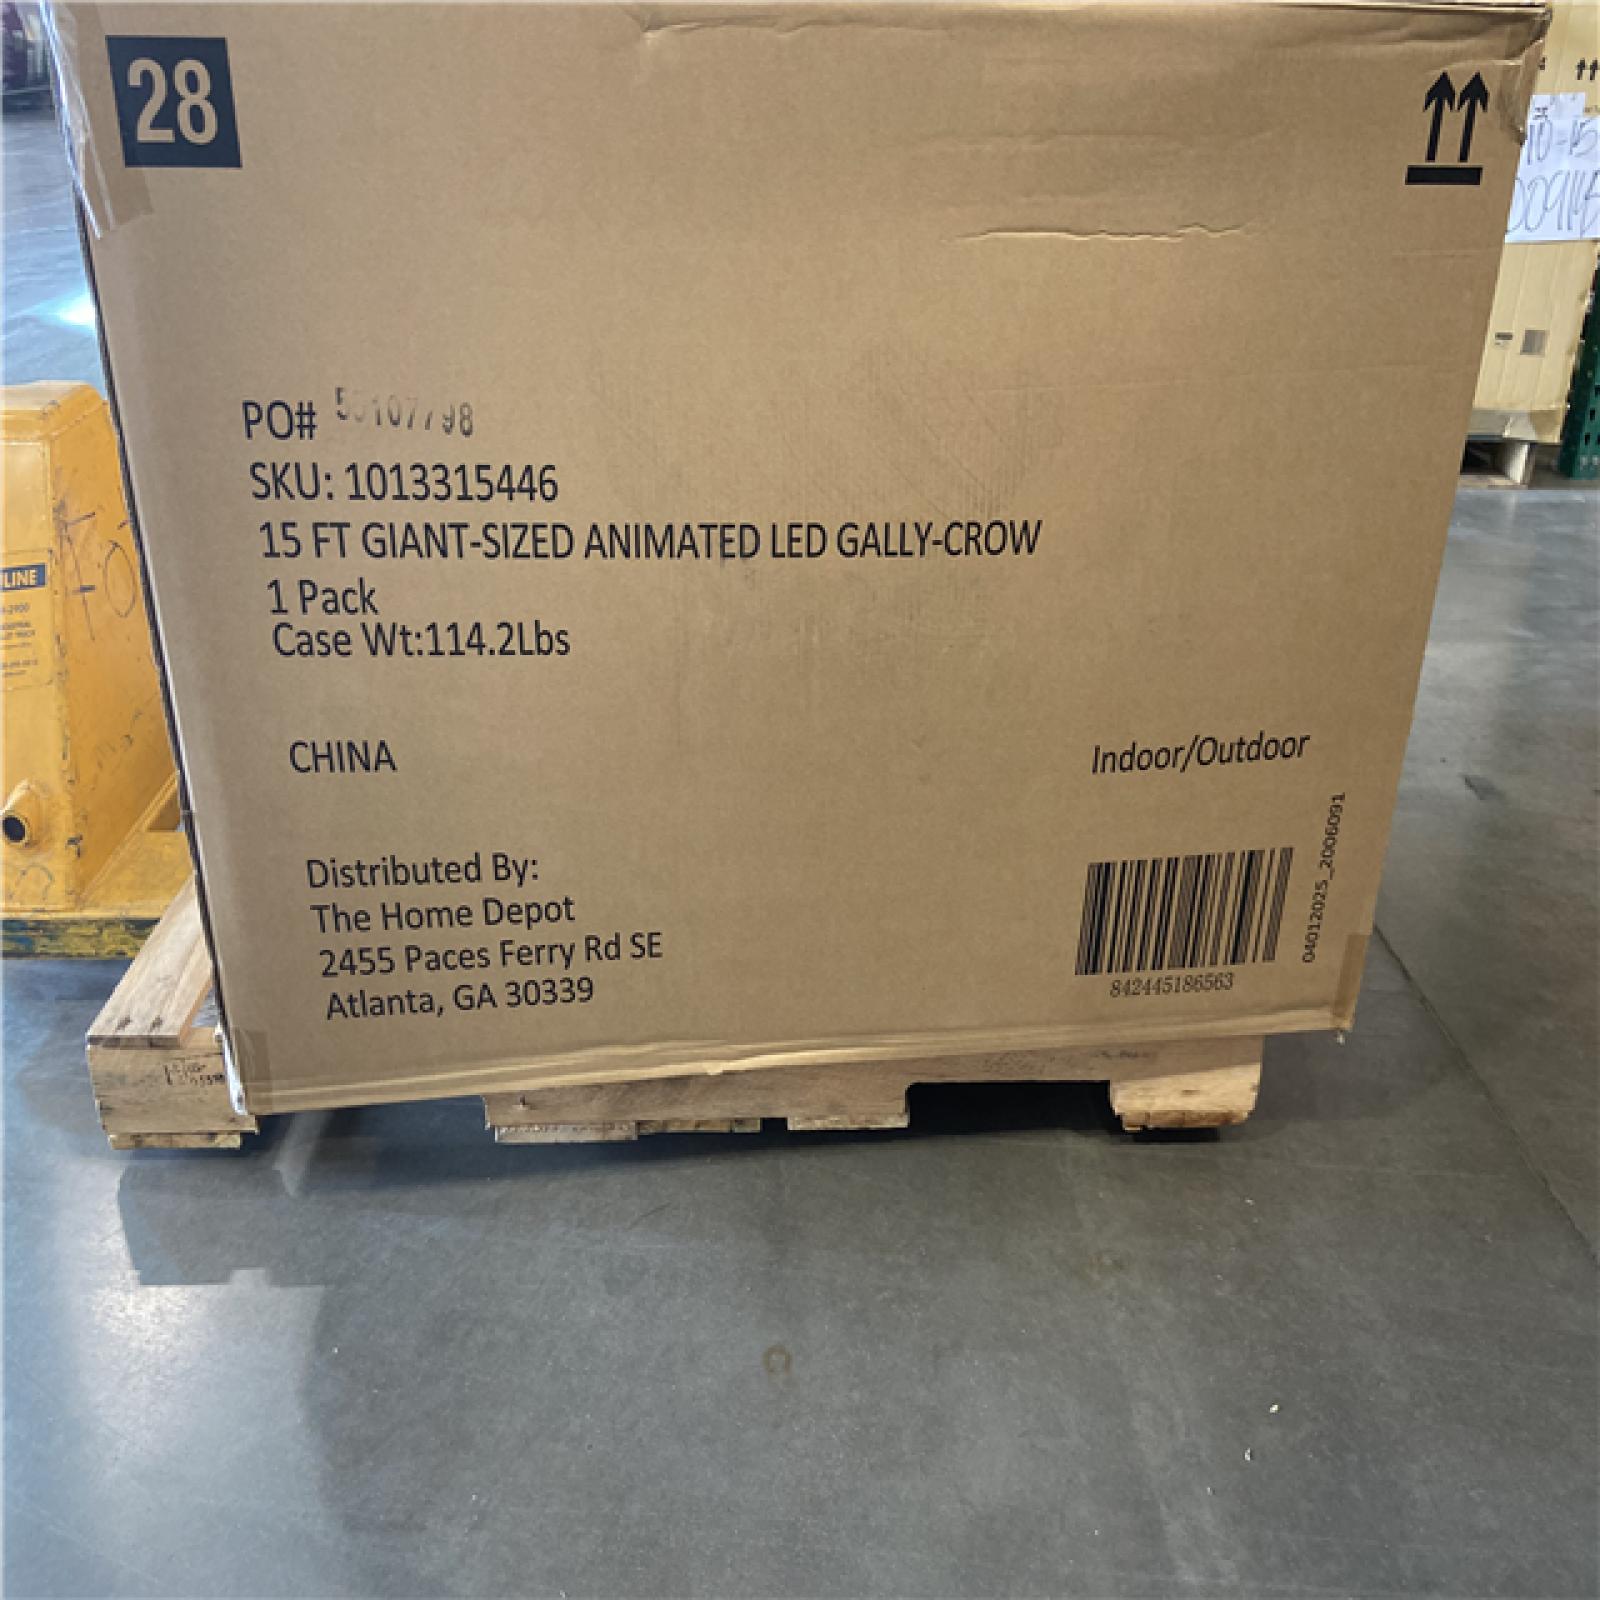 28
PO#
SKU: 1013315446
15 FT GIANT-SIZED ANIMATED LED GALLY-CROW
1 Pack
Case Wt:114.2Lbs
CHINA
Indoor/Outdoor
Distributed By:
The Home Depot
2455 Paces Ferry Rd SE
Atlanta, GA 30339
842445186563
04012025_2006091